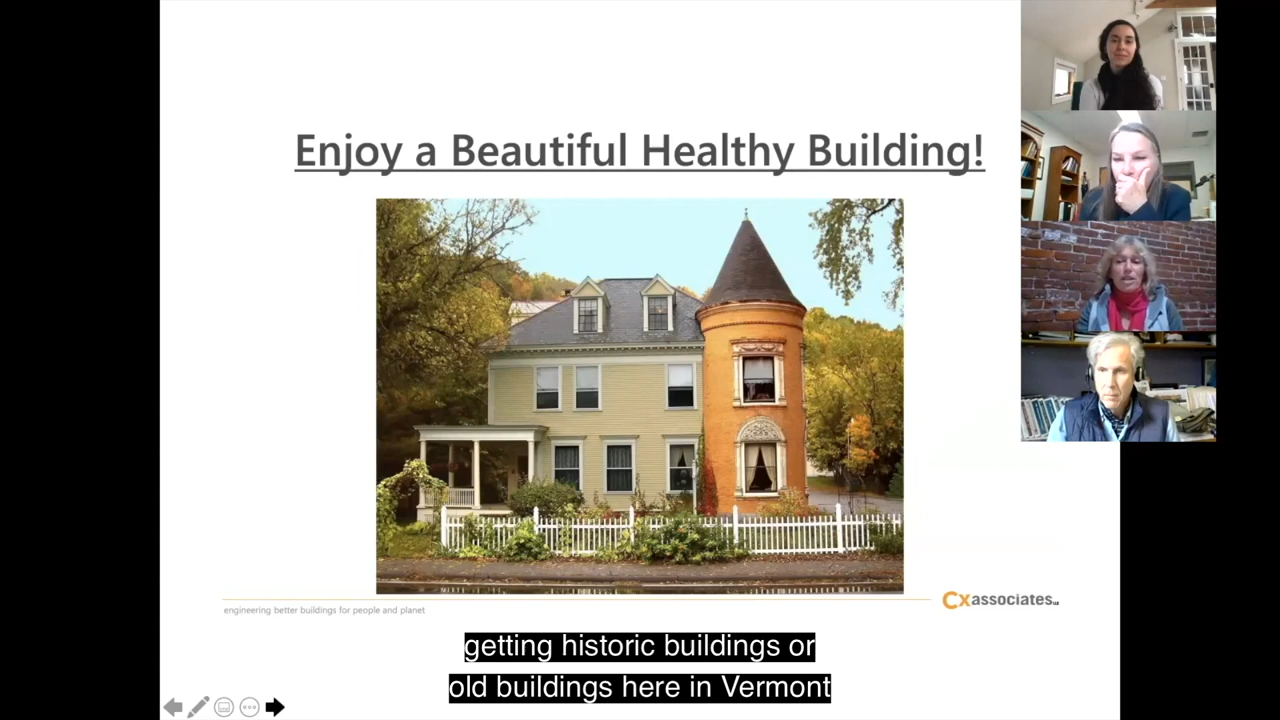 Enjoy a Beautiful Healthy Building!
engineering better buildings for people and planet
cxassociates
getting historic buildings or
old buildings here in Vermont